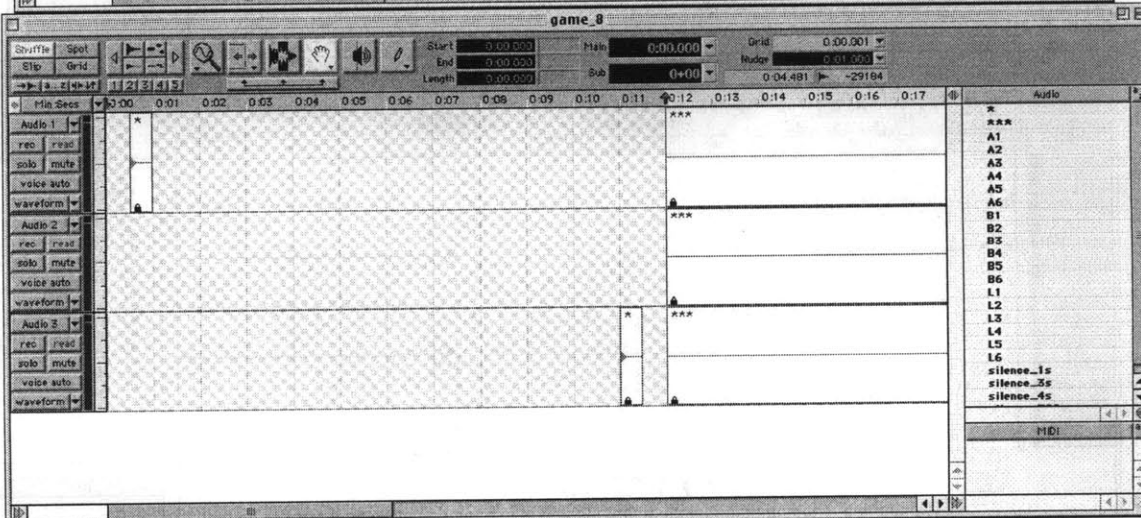 game_8
Shuffle Spot
Slip Grid
a..z
1 2 3 4 5
Start 0:00.000
End 0:00.000
Length 0:00.000
Main 0:00.000
Sub 0+00
Grid 0:00.001
Nudge 0:01.000
0:04.481 -29184
Min:Secs 0:00 0:01 0:02 0:03 0:04 0:05 0:06 0:07 0:08 0:09 0:10 0:11 0:12 0:13 0:14 0:15 0:16 0:17
Audio 1
rec read
solo mute
voice auto
waveform
* ***
Audio 2
rec read
solo mute
voice auto
waveform
***
Audio 3
rec read
solo mute
voice auto
waveform
* ***
Audio
*
***
A1
A2
A3
A4
A5
A6
B1
B2
B3
B4
B5
B6
L1
L2
L3
L4
L5
L6
silence_1s
silence_3s
silence_4s
MIDI